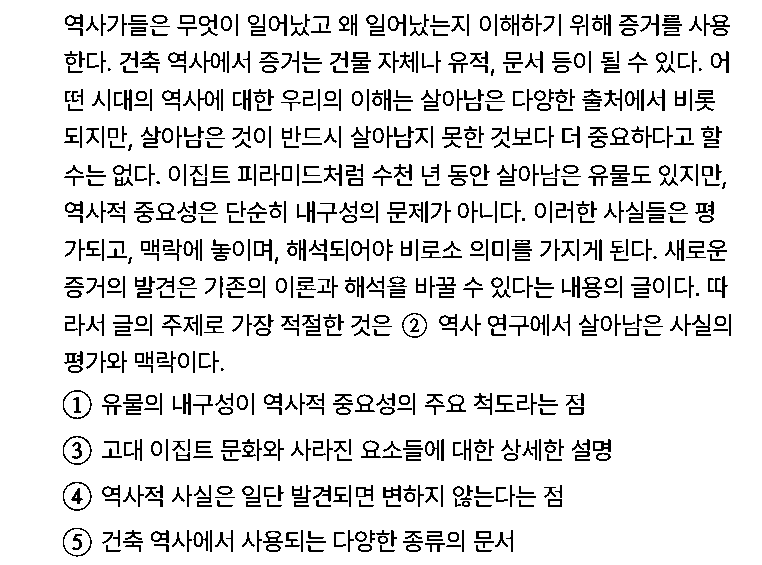 역사가들은 무엇이 일어났고 왜 일어났는지 이해하기 위해 증거를 사용
한다. 건축 역사에서 증거는 건물 자체나 유적, 문서 등이 될 수 있다. 어
떤 시대의 역사에 대한 우리의 이해는 살아남은 다양한 출처에서 비롯
되지만, 살아남은 것이 반드시 살아남지 못한 것보다 더 중요하다고 할
수는 없다. 이집트 피라미드처럼 수천 년 동안 살아남은 유물도 있지만,
역사적 중요성은 단순히 내구성의 문제가 아니다. 이러한 사실들은 평
가되고, 맥락에 놓이며, 해석되어야 비로소 의미를 가지게 된다. 새로운
증거의 발견은 기존의 이론과 해석을 바꿀 수 있다는 내용의 글이다. 따
라서 글의 주제로 가장 적절한 것은 ② 역사 연구에서 살아남은 사실의
평가와 맥락이다.
① 유물의 내구성이 역사적 중요성의 주요 척도라는 점
③ 고대 이집트 문화와 사라진 요소들에 대한 상세한 설명
④ 역사적 사실은 일단 발견되면 변하지 않는다는 점
⑤ 건축 역사에서 사용되는 다양한 종류의 문서